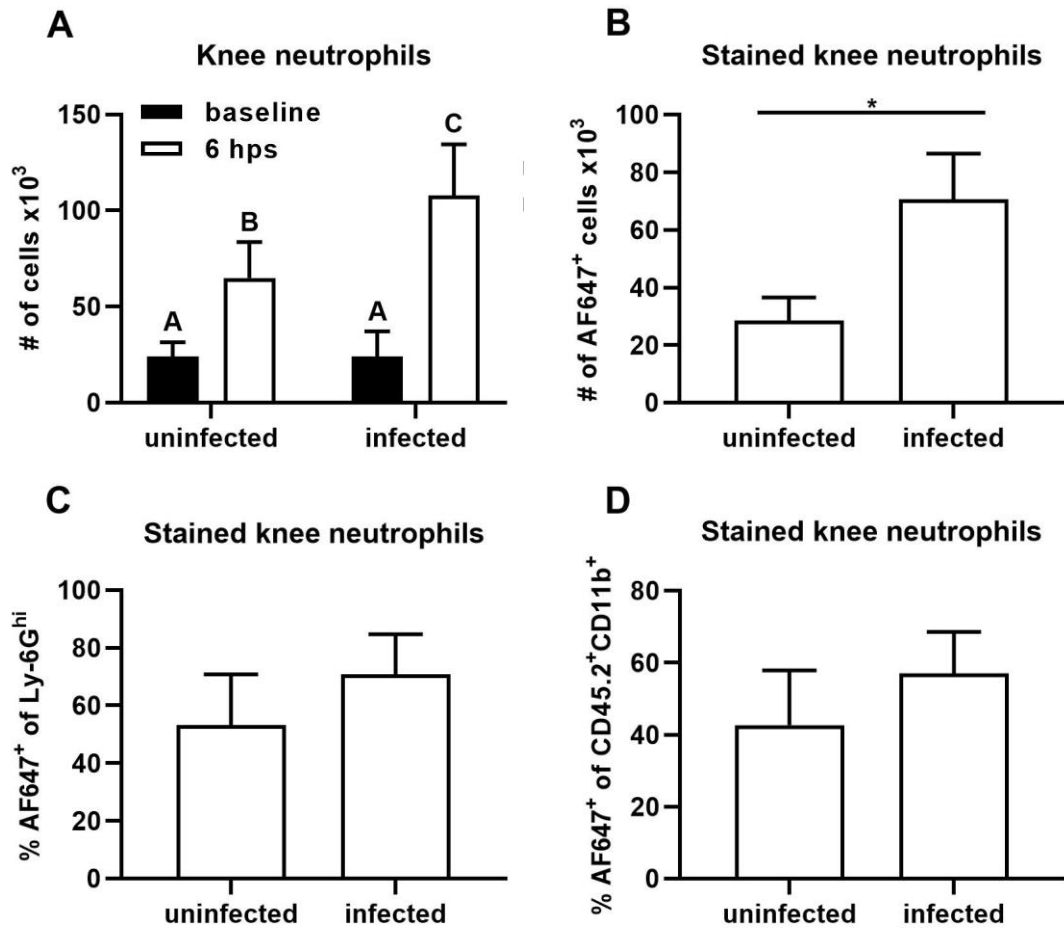 A
Knee neutrophils
# of cells x10³
150
100
50
0
baseline
6 hps
A
B
A
C
uninfected
infected
B
Stained knee neutrophils
# of AF647⁺ cells x10³
100
80
60
40
20
0
*
uninfected
infected
C
Stained knee neutrophils
% AF647⁺ of Ly-6Gʰⁱ
100
80
60
40
20
0
uninfected
infected
D
Stained knee neutrophils
% AF647⁺ of CD45.2⁺CD11b⁺
80
60
40
20
0
uninfected
infected